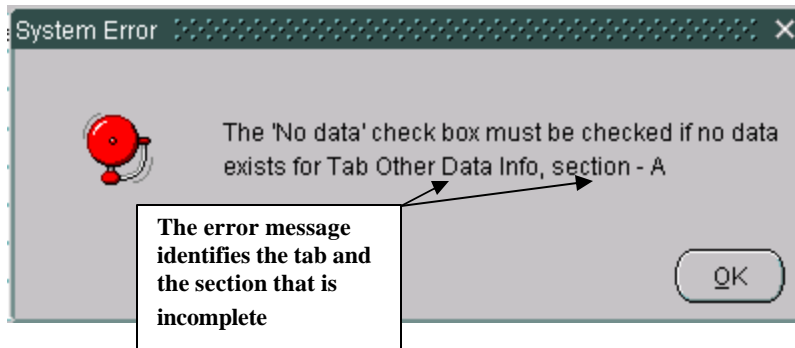 System Error
The 'No data' check box must be checked if no data
exists for Tab Other Data Info, section - A
The error message
identifies the tab and
the section that is
incomplete
OK